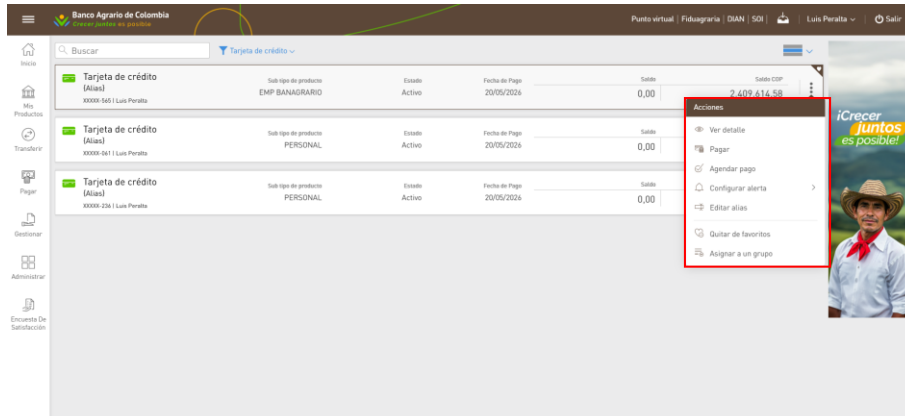 Banco Agrario de Colombia
Crecer juntos es posible
Punto virtual | Fiduagraria | DIAN | SOI |
Luis Peralta
Salir
Inicio
Mis
Productos
Transferir
Pagar
Gestionar
Administrar
Encuesta De
Satisfacción
Buscar
Tarjeta de crédito
Tarjeta de crédito
(Alias)
XXXXX-565 | Luis Peralta
Sub tipo de producto
EMP BANAGRARIO
Estado
Activo
Fecha de Pago
20/05/2026
Saldo
0,00
Saldo COP
2.409.614,58
Tarjeta de crédito
(Alias)
XXXXX-061 | Luis Peralta
Sub tipo de producto
PERSONAL
Estado
Activo
Fecha de Pago
20/05/2026
Saldo
0,00
Tarjeta de crédito
(Alias)
XXXXX-236 | Luis Peralta
Sub tipo de producto
PERSONAL
Estado
Activo
Fecha de Pago
20/05/2026
Saldo
0,00
Acciones
Ver detalle
Pagar
Agendar pago
Configurar alerta
Editar alias
Quitar de favoritos
Asignar a un grupo
¡Crecer
juntos
es posible!